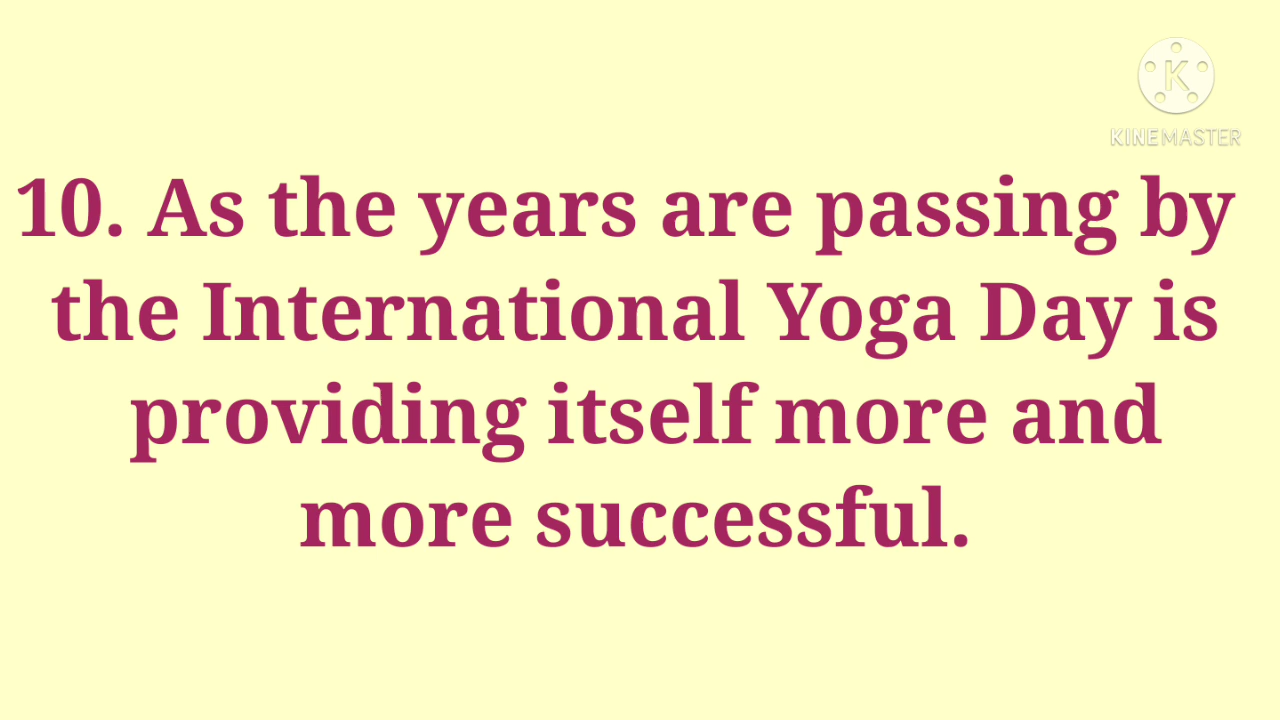 K
KINEMASTER
10. As the years are passing by
the International Yoga Day is
providing itself more and
more successful.